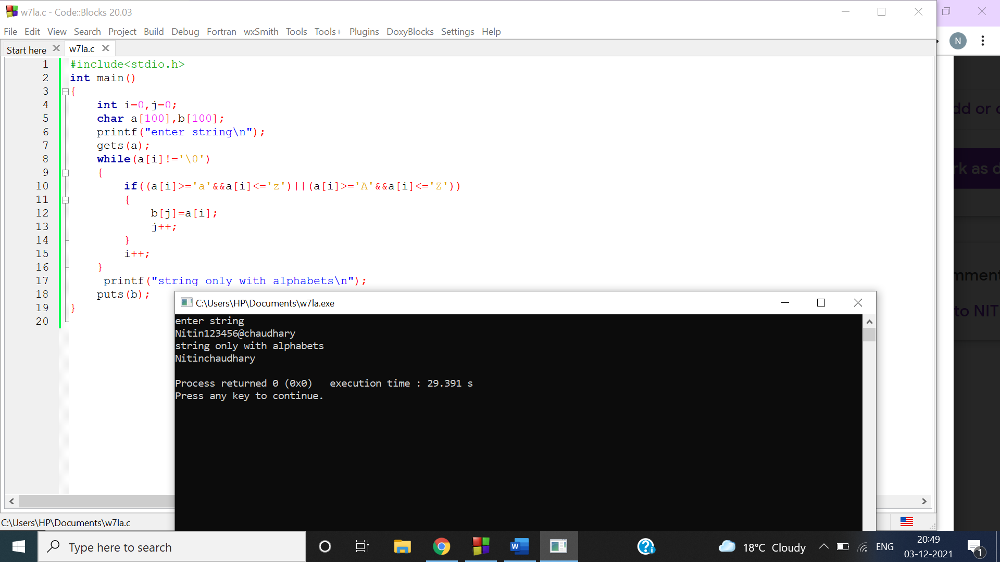 w7la.c - Code::Blocks 20.03
File Edit View Search Project Build Debug Fortran wxSmith Tools Tools+ Plugins DoxyBlocks Settings Help
N
Start here w7la.c
1 #include<stdio.h>
2 int main()
3 {
4 int i=0,j=0;
5 char a[100],b[100];
6 printf("enter string\n");
7 gets(a);
8 while(a[i]!='\0')
9 {
10 if((a[i]>='a'&&a[i]<='z')||(a[i]>='A'&&a[i]<='Z'))
11 {
12 b[j]=a[i];
13 j++;
14 }
15 i++;
16 }
17 printf("string only with alphabets\n");
18 puts(b);
19 }
20
dd or
rk as d
mment
to NIT
C:\Users\HP\Documents\w7la.exe
enter string
Nitin123456@chaudhary
string only with alphabets
Nitinchaudhary
Process returned 0 (0x0) execution time : 29.391 s
Press any key to continue.
C:\Users\HP\Documents\w7la.c
Type here to search
W
18°C Cloudy
ENG
20:49
03-12-2021
1